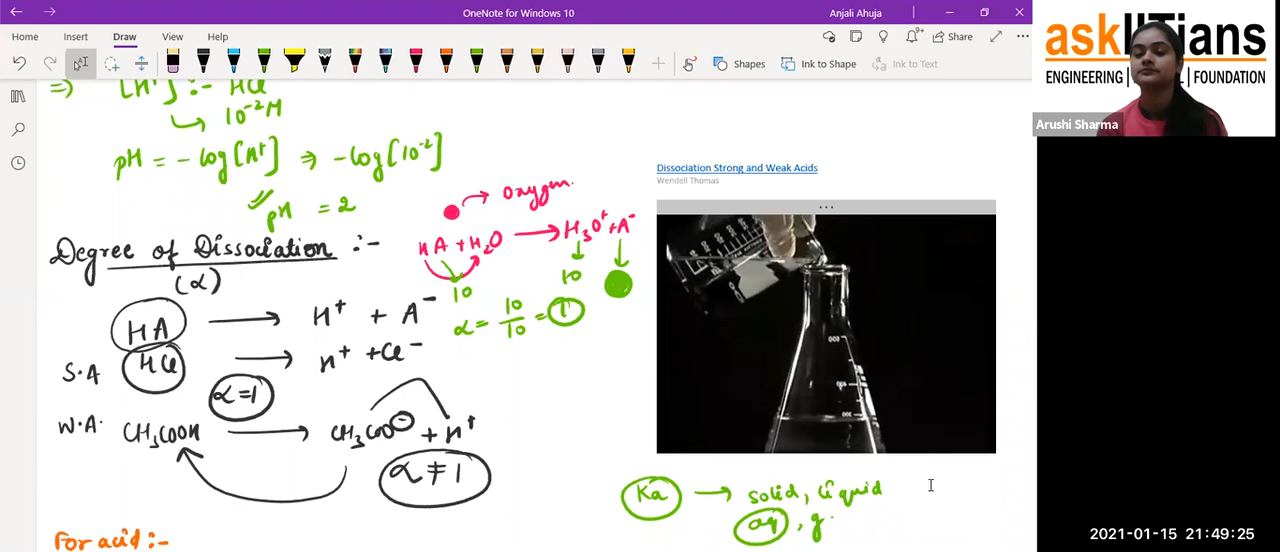 OneNote for Windows 10
Anjali Ahuja
Home Insert Draw View Help
Share
Shapes Ink to Shape Ink to Text
askIITians
ENGINEERING | FOUNDATION
Arushi Sharma
⇒ [H⁺] :- HCl
↳ 10⁻² M
pH = -log[H⁺] ⇒ -log[10⁻²]
pH = 2
→ Oxygen.
HA + H₂O → H₃O⁺ + A⁻
10 10
α = 10/10 = 1
Degree of Dissociation :-
(α)
HA → H⁺ + A⁻
S.A HCl → H⁺ + Cl⁻
α = 1
W.A. CH₃COOH → CH₃COO⁻ + H⁺
α ≠ 1
For acid :-
Dissociation Strong and Weak Acids
Wendell Thomas
Ka → solid, liquid
aq, g.
2021-01-15 21:49:25